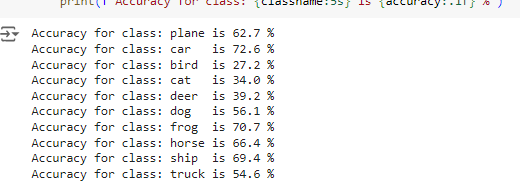 print(f'Accuracy for class: {classname:5s} is {accuracy:.1f} %')
Accuracy for class: plane is 62.7 %
Accuracy for class: car   is 72.6 %
Accuracy for class: bird  is 27.2 %
Accuracy for class: cat   is 34.0 %
Accuracy for class: deer  is 39.2 %
Accuracy for class: dog   is 56.1 %
Accuracy for class: frog  is 70.7 %
Accuracy for class: horse is 66.4 %
Accuracy for class: ship  is 69.4 %
Accuracy for class: truck is 54.6 %